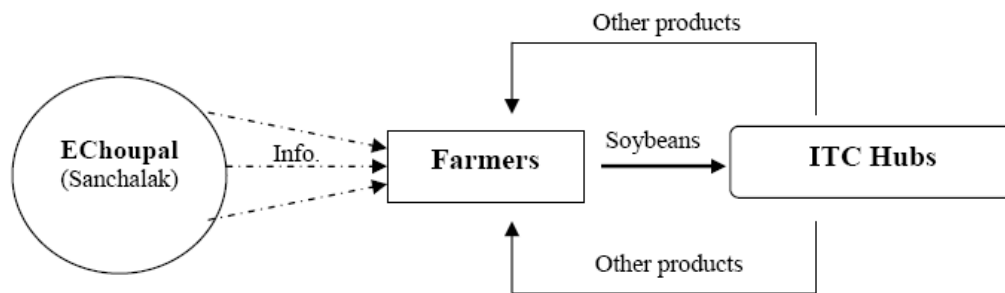 Other products
EChoupal
(Sanchalak)
Info.
Farmers
Soybeans
ITC Hubs
Other products